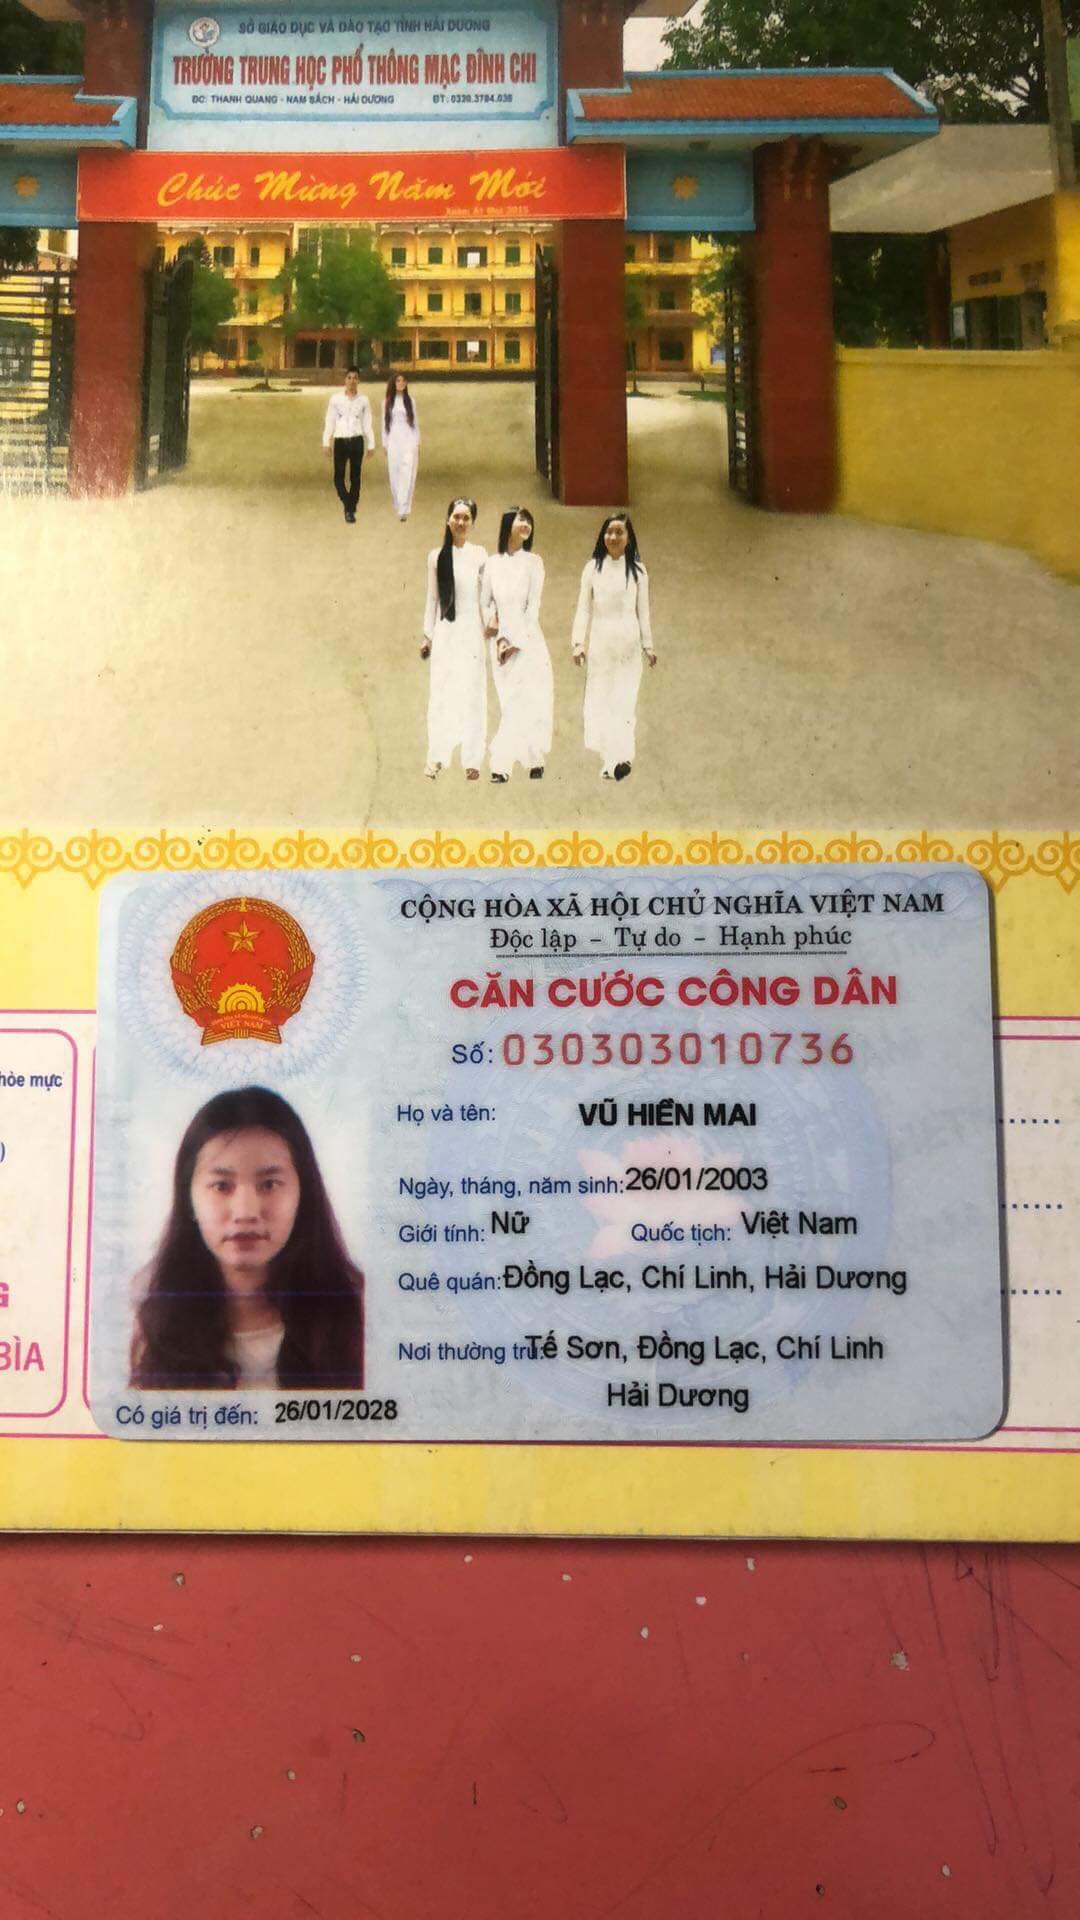 SỞ GIÁO DỤC VÀ ĐÀO TẠO TỈNH HẢI DƯƠNG
TRƯỜNG TRUNG HỌC PHỔ THÔNG MẠC ĐĨNH CHI
ĐC: THANH QUANG - NAM SÁCH - HẢI DƯƠNG ĐT: 0320.3794.036
Chúc Mừng Năm Mới
Xuân Ất Mùi 2015
CỘNG HÒA XÃ HỘI CHỦ NGHĨA VIỆT NAM
Độc lập - Tự do - Hạnh phúc
CĂN CƯỚC CÔNG DÂN
VIỆT NAM
Số: 030303010736
hòe mực
Họ và tên: VŨ HIỀN MAI
)
Ngày, tháng, năm sinh: 26/01/2003
Giới tính: Nữ Quốc tịch: Việt Nam
Quê quán: Đồng Lạc, Chí Linh, Hải Dương
G
BÌA
Nơi thường trú: Tế Sơn, Đồng Lạc, Chí Linh
Hải Dương
Có giá trị đến: 26/01/2028